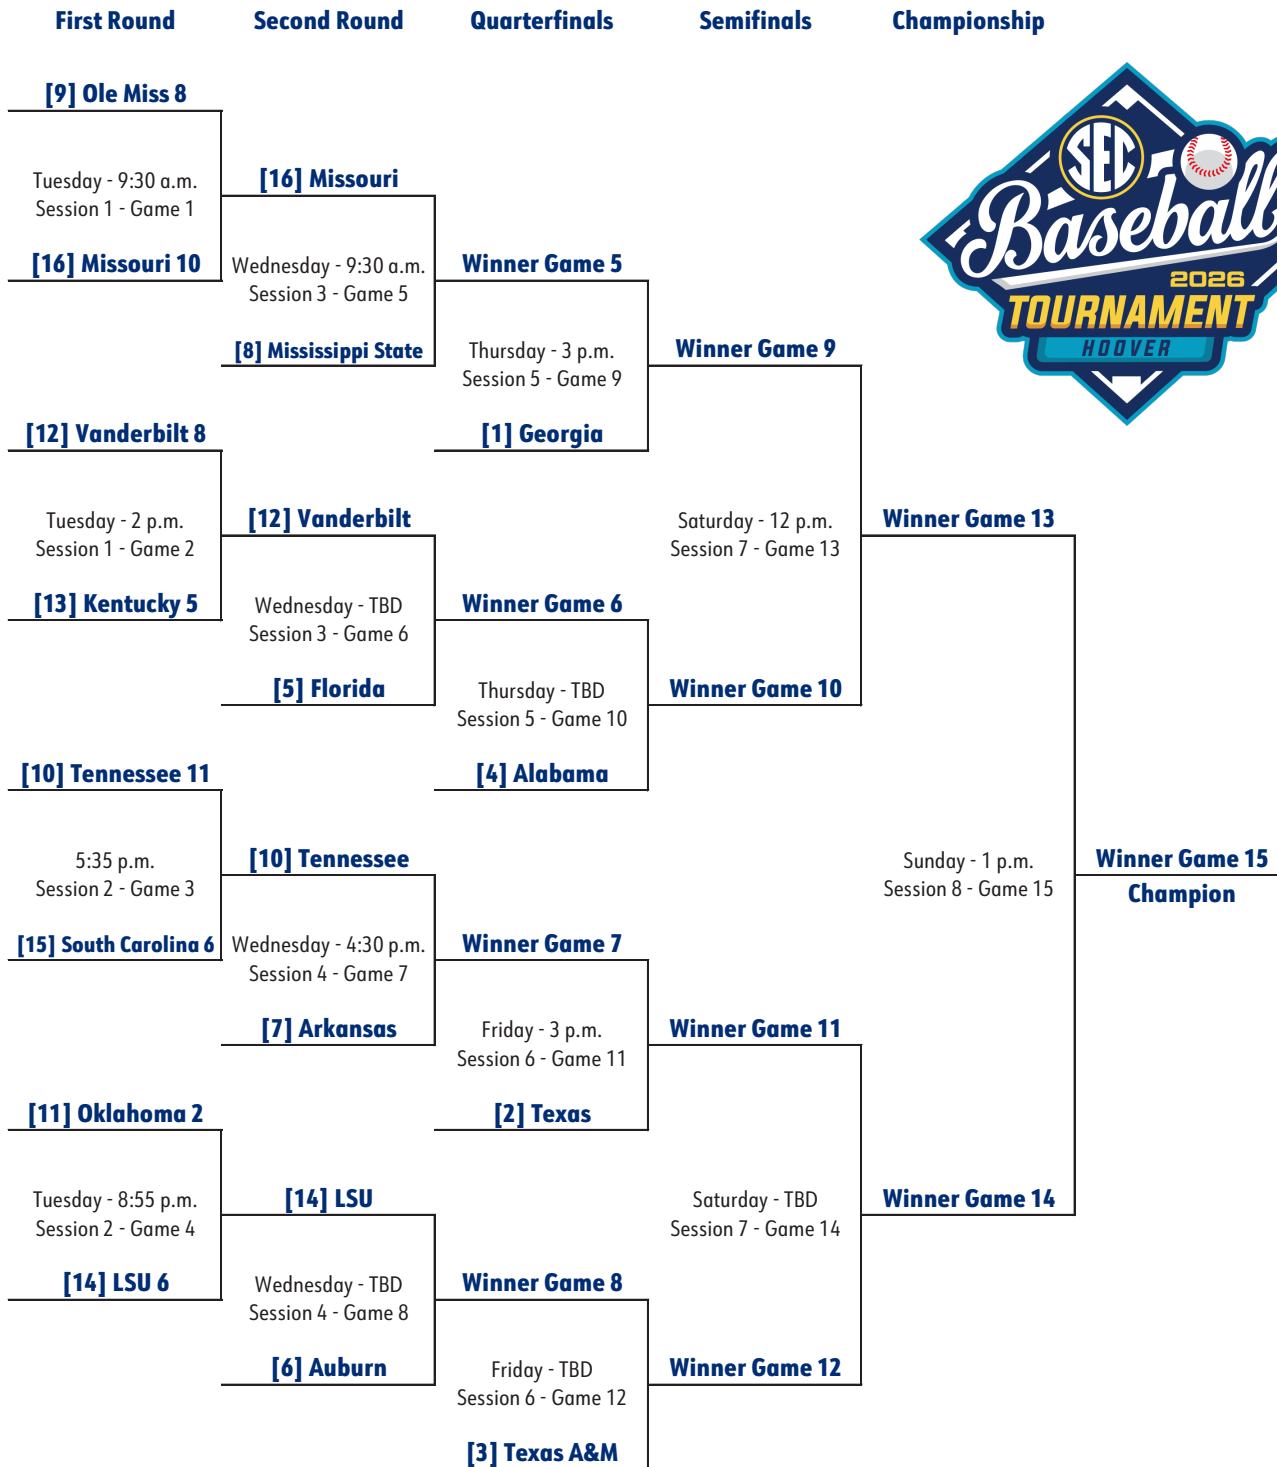 First Round
Second Round
Quarterfinals
Semifinals
Championship
[9] Ole Miss 8
Tuesday - 9:30 a.m.
Session 1 - Game 1
[16] Missouri 10
[16] Missouri
Wednesday - 9:30 a.m.
Session 3 - Game 5
[8] Mississippi State
Winner Game 5
Thursday - 3 p.m.
Session 5 - Game 9
[1] Georgia
Winner Game 9
SEC
Baseball
2026
TOURNAMENT
HOOVER
[12] Vanderbilt 8
Tuesday - 2 p.m.
Session 1 - Game 2
[13] Kentucky 5
[12] Vanderbilt
Wednesday - TBD
Session 3 - Game 6
[5] Florida
Winner Game 6
Thursday - TBD
Session 5 - Game 10
[4] Alabama
Saturday - 12 p.m.
Session 7 - Game 13
Winner Game 10
Winner Game 13
[10] Tennessee 11
5:35 p.m.
Session 2 - Game 3
[15] South Carolina 6
[10] Tennessee
Wednesday - 4:30 p.m.
Session 4 - Game 7
[7] Arkansas
Winner Game 7
Friday - 3 p.m.
Session 6 - Game 11
[2] Texas
Winner Game 11
Sunday - 1 p.m.
Session 8 - Game 15
Winner Game 15
Champion
[11] Oklahoma 2
Tuesday - 8:55 p.m.
Session 2 - Game 4
[14] LSU 6
[14] LSU
Wednesday - TBD
Session 4 - Game 8
[6] Auburn
Winner Game 8
Friday - TBD
Session 6 - Game 12
[3] Texas A&M
Saturday - TBD
Session 7 - Game 14
Winner Game 12
Winner Game 14